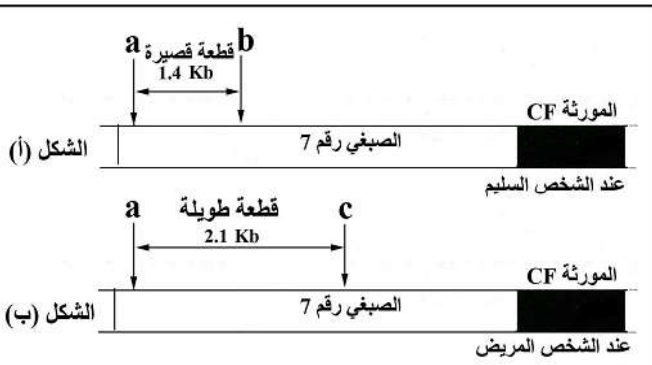 a قطعة قصيرة b
1.4 Kb
المورثة CF
الشكل (أ)
الصبغي رقم 7
عند الشخص السليم
a قطعة طويلة c
2.1 Kb
المورثة CF
الشكل (ب)
الصبغي رقم 7
عند الشخص المريض